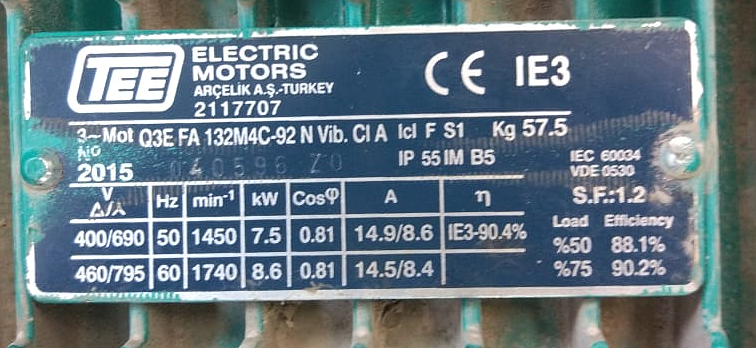 TEE
ELECTRIC
MOTORS
ARÇELİK A.Ş.-TURKEY
2117707
CE IE3
3~Mot Q3E FA 132M4C-92 N Vib. Cl A Icl F S1 Kg 57.5
No
2015 040596 ZO IP 55 IM B5 IEC 60034
VDE 0530
V Hz min-1 kW Cosφ A η S.F.:1.2
Δ/⅄
400/690 50 1450 7.5 0.81 14.9/8.6 IE3-90.4%
460/795 60 1740 8.6 0.81 14.5/8.4
Load Efficiency
%50 88.1%
%75 90.2%